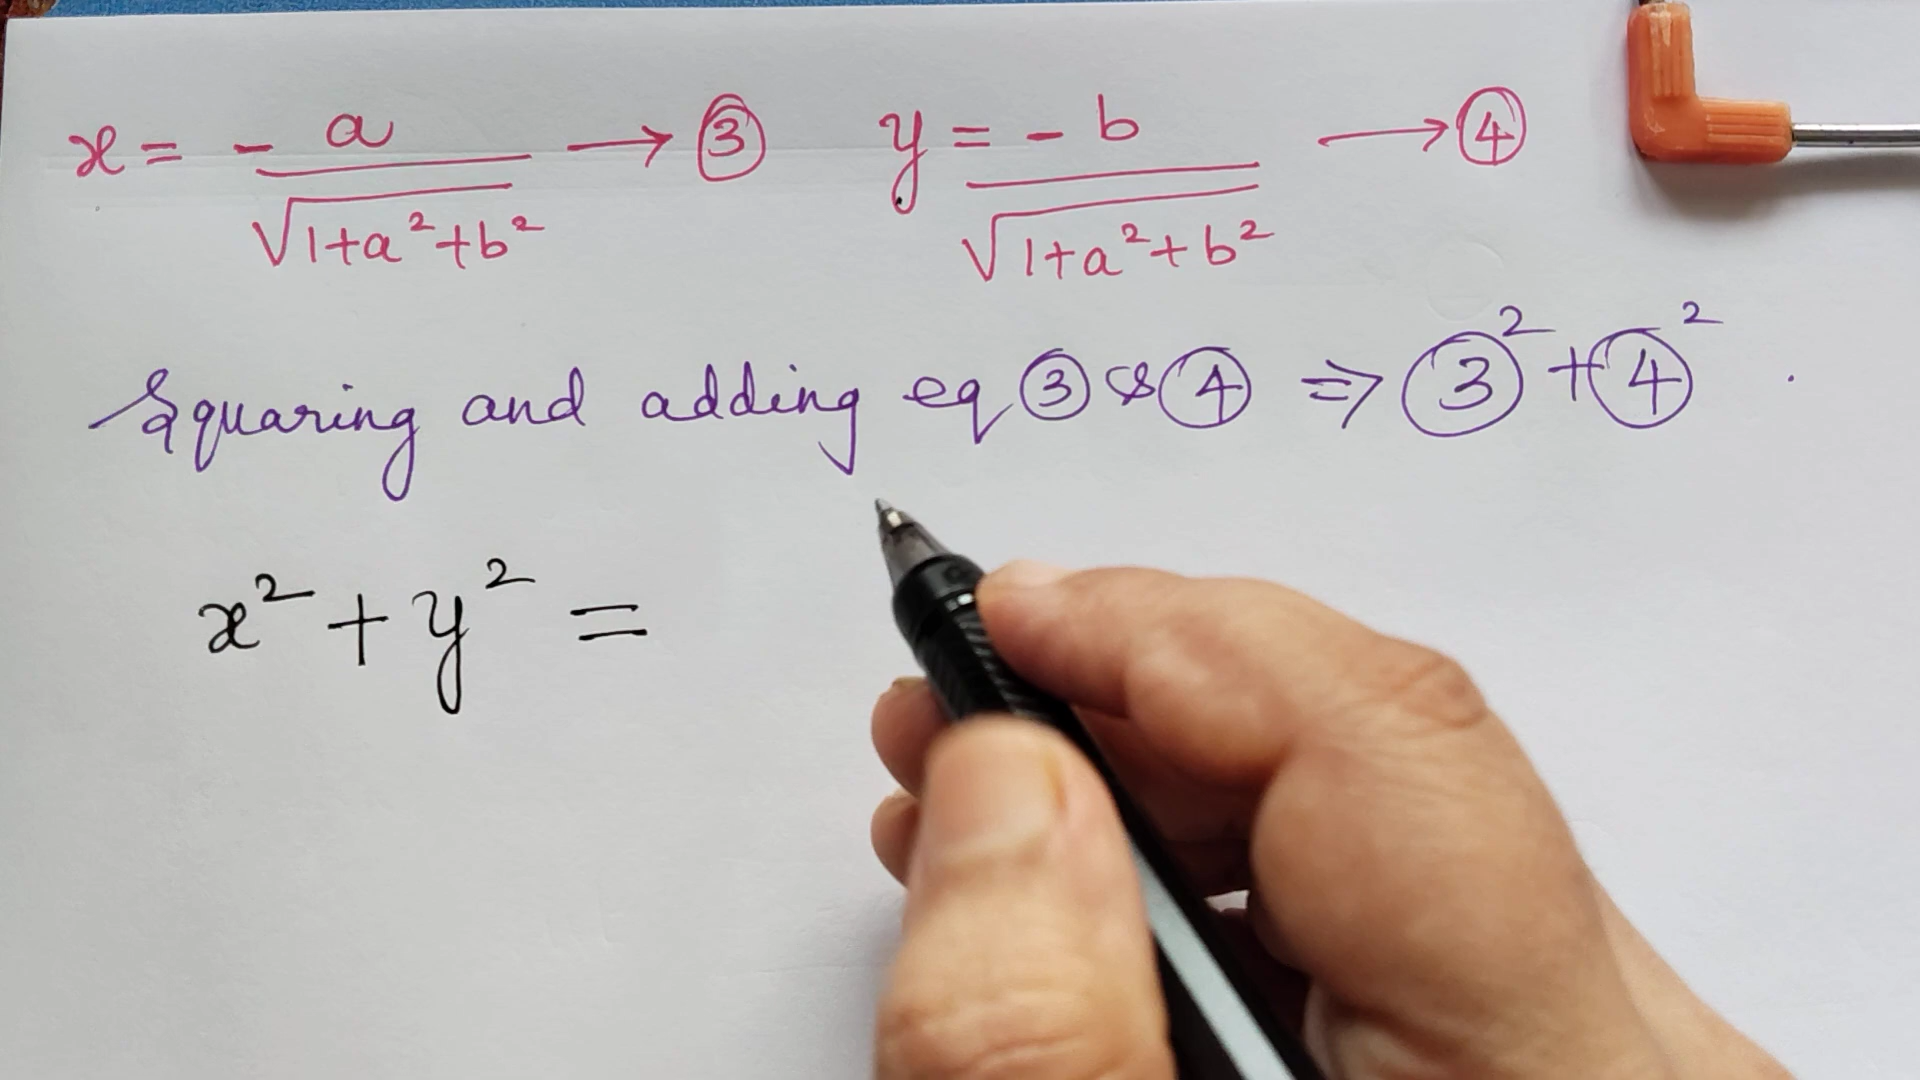 x = - a / √(1+a²+b²) → ③ y = - b / √(1+a²+b²) → ④
Squaring and adding eq ③ & ④ ⇒ ③² + ④² .
x² + y² =